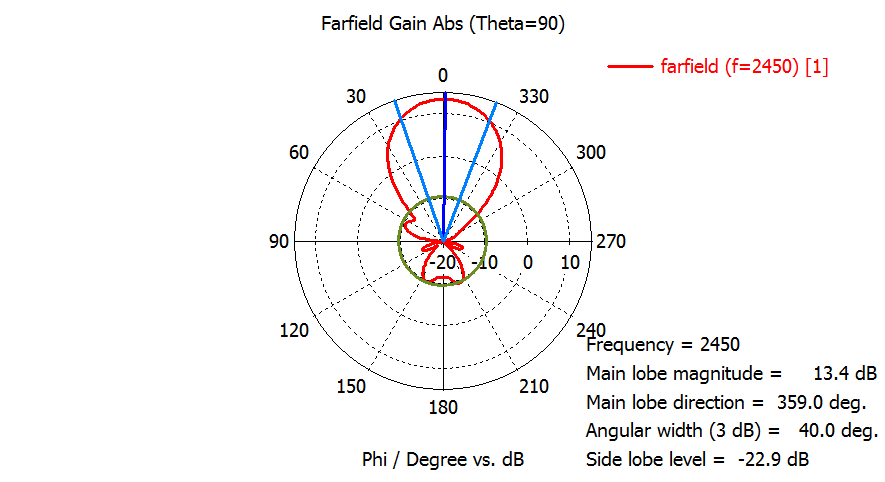 Farfield Gain Abs (Theta=90)
farfield (f=2450) [1]
0
30
330
60
300
90
270
-20
-10
0
10
120
240
150
210
180
Frequency = 2450
Main lobe magnitude = 13.4 dB
Main lobe direction = 359.0 deg.
Angular width (3 dB) = 40.0 deg.
Side lobe level = -22.9 dB
Phi / Degree vs. dB